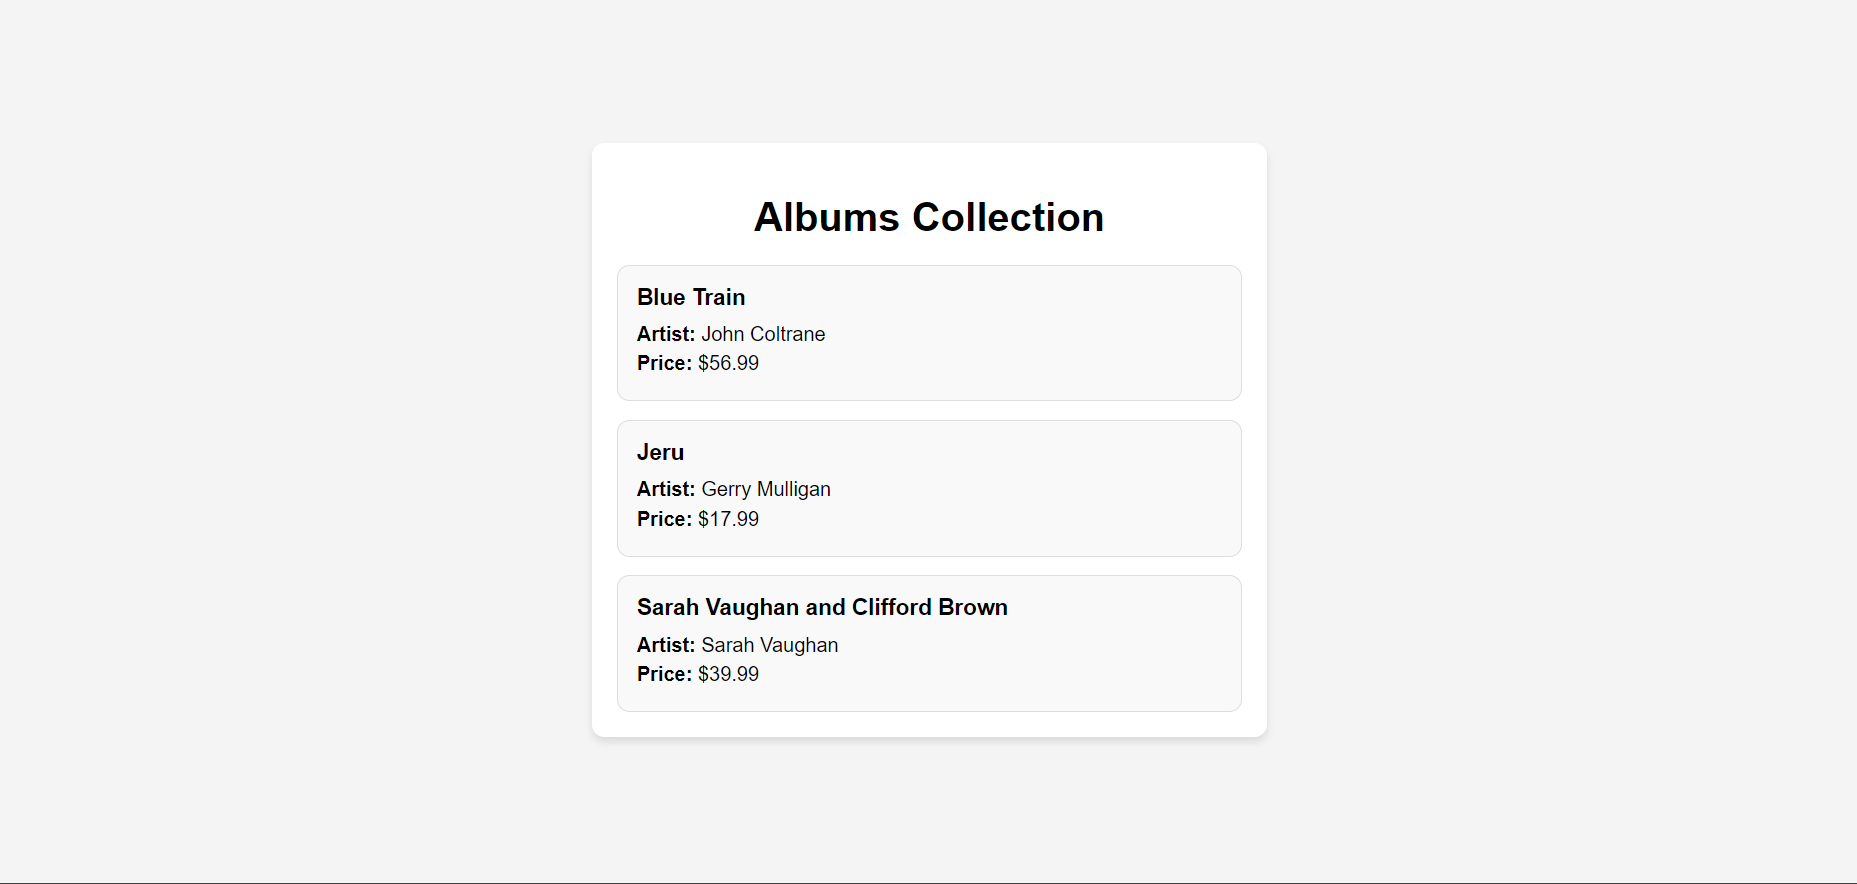 Albums Collection
Blue Train
Artist: John Coltrane
Price: $56.99
Jeru
Artist: Gerry Mulligan
Price: $17.99
Sarah Vaughan and Clifford Brown
Artist: Sarah Vaughan
Price: $39.99